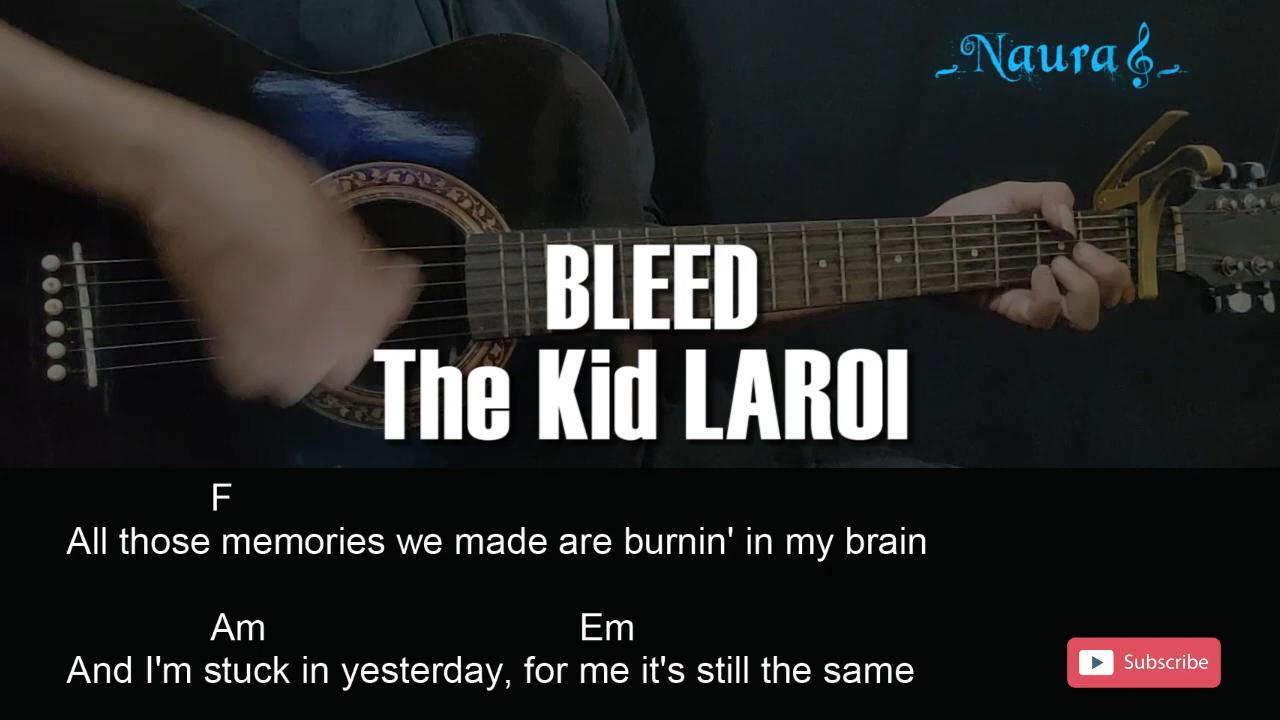 Naura
BLEED
The Kid LAROI
F
All those memories we made are burnin' in my brain
Am Em
And I'm stuck in yesterday, for me it's still the same
Subscribe